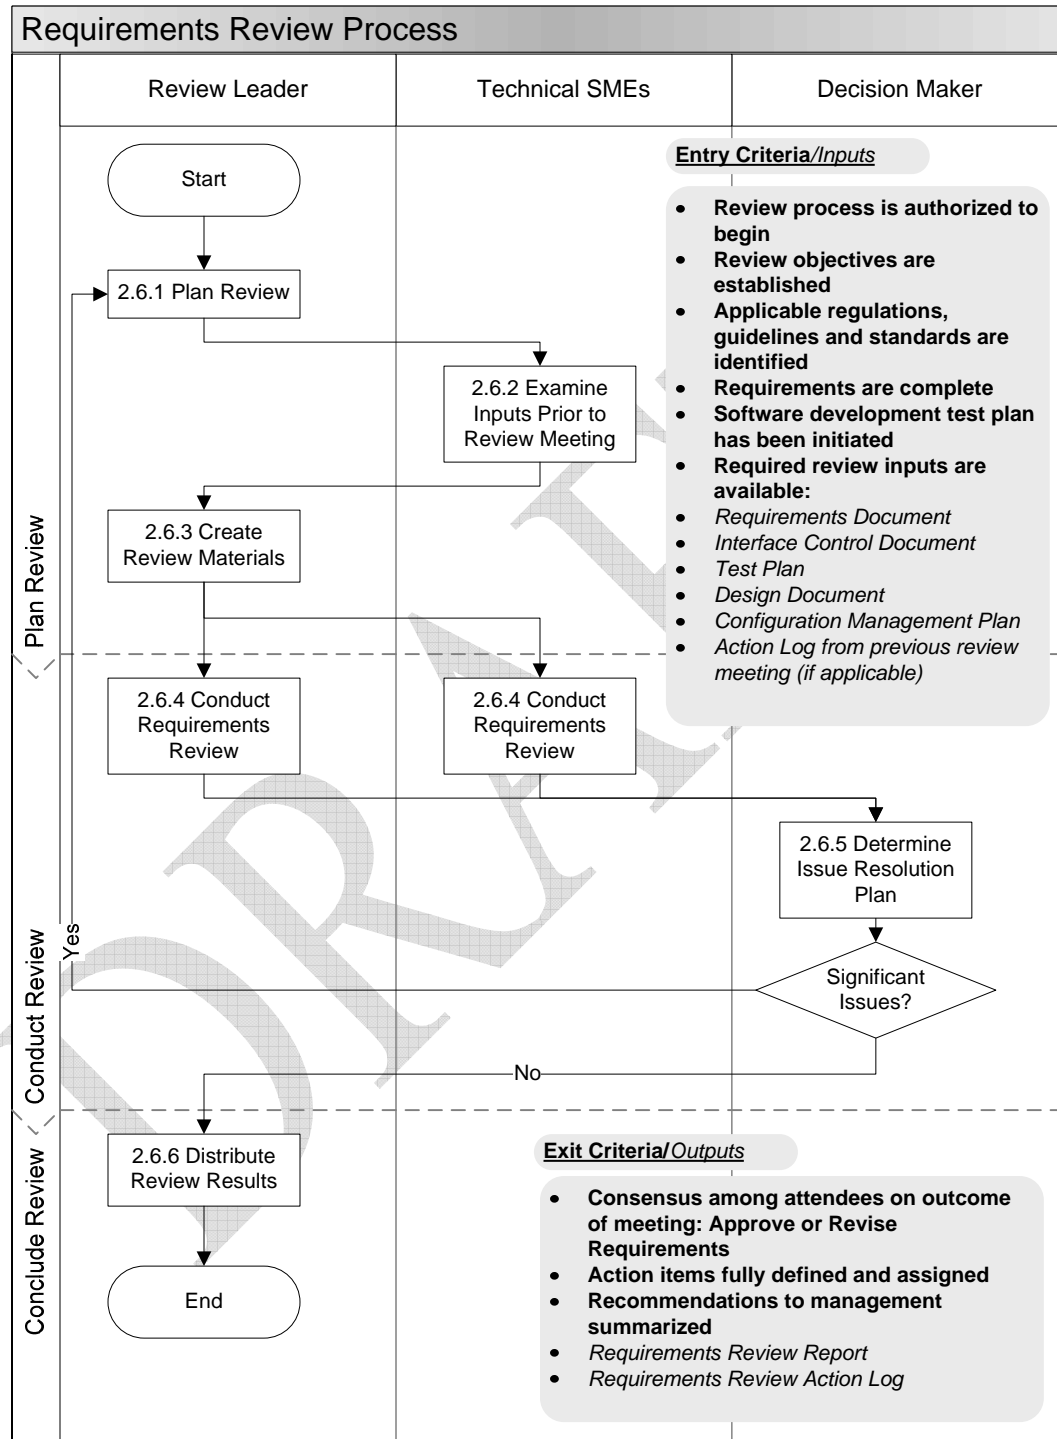 Requirements Review Process
Review Leader
Technical SMEs
Decision Maker
Plan Review
Conduct Review
Conclude Review
Start
2.6.1 Plan Review
2.6.2 Examine
Inputs Prior to
Review Meeting
2.6.3 Create
Review Materials
2.6.4 Conduct
Requirements
Review
2.6.4 Conduct
Requirements
Review
2.6.5 Determine
Issue Resolution
Plan
Significant
Issues?
Yes
No
2.6.6 Distribute
Review Results
End
Entry Criteria/Inputs
• Review process is authorized to
begin
• Review objectives are
established
• Applicable regulations,
guidelines and standards are
identified
• Requirements are complete
• Software development test plan
has been initiated
• Required review inputs are
available:
• Requirements Document
• Interface Control Document
• Test Plan
• Design Document
• Configuration Management Plan
• Action Log from previous review
meeting (if applicable)
Exit Criteria/Outputs
• Consensus among attendees on outcome
of meeting: Approve or Revise
Requirements
• Action items fully defined and assigned
• Recommendations to management
summarized
• Requirements Review Report
• Requirements Review Action Log
DRAFT